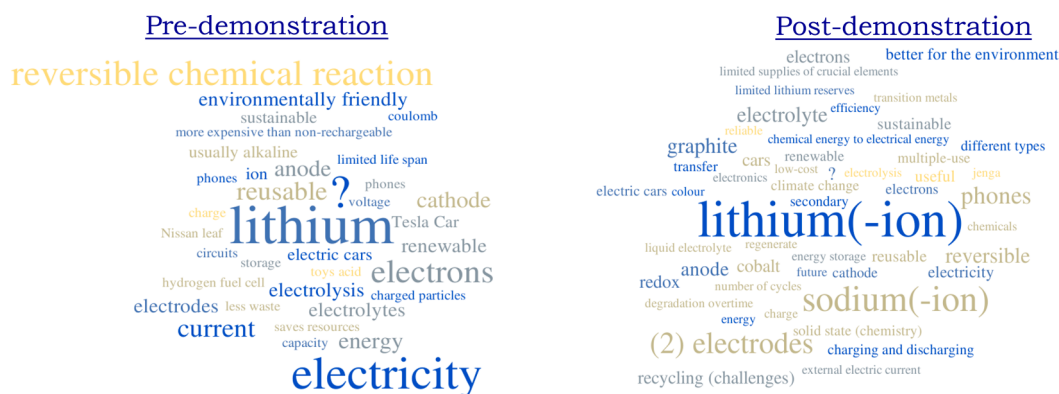 Pre-demonstration
reversible chemical reaction
environmentally friendly
sustainable
coulomb
more expensive than non-rechargeable
usually alkaline
limited life span
phones
ion
anode
reusable
?
phones
voltage
cathode
charge
lithium
Tesla Car
Nissan leaf
renewable
circuits
electric cars
storage
toys acid
electrons
hydrogen fuel cell
electrolysis
charged particles
electrodes
less waste
electrolytes
current
saves resources
capacity
energy
electricity
Post-demonstration
electrons
better for the environment
limited supplies of crucial elements
limited lithium reserves
transition metals
electrolyte
efficiency
sustainable
reliable
chemical energy to electrical energy
graphite
different types
cars
renewable
multiple-use
transfer
low-cost
?
electrolysis
useful
jenga
electronics
climate change
electric cars
colour
electrons
phones
secondary
lithium(-ion)
chemicals
liquid electrolyte
regenerate
energy storage
reusable
reversible
anode
cobalt
future
cathode
electricity
redox
number of cycles
sodium(-ion)
degradation overtime
charge
energy
solid state (chemistry)
(2) electrodes
charging and discharging
recycling (challenges)
external electric current